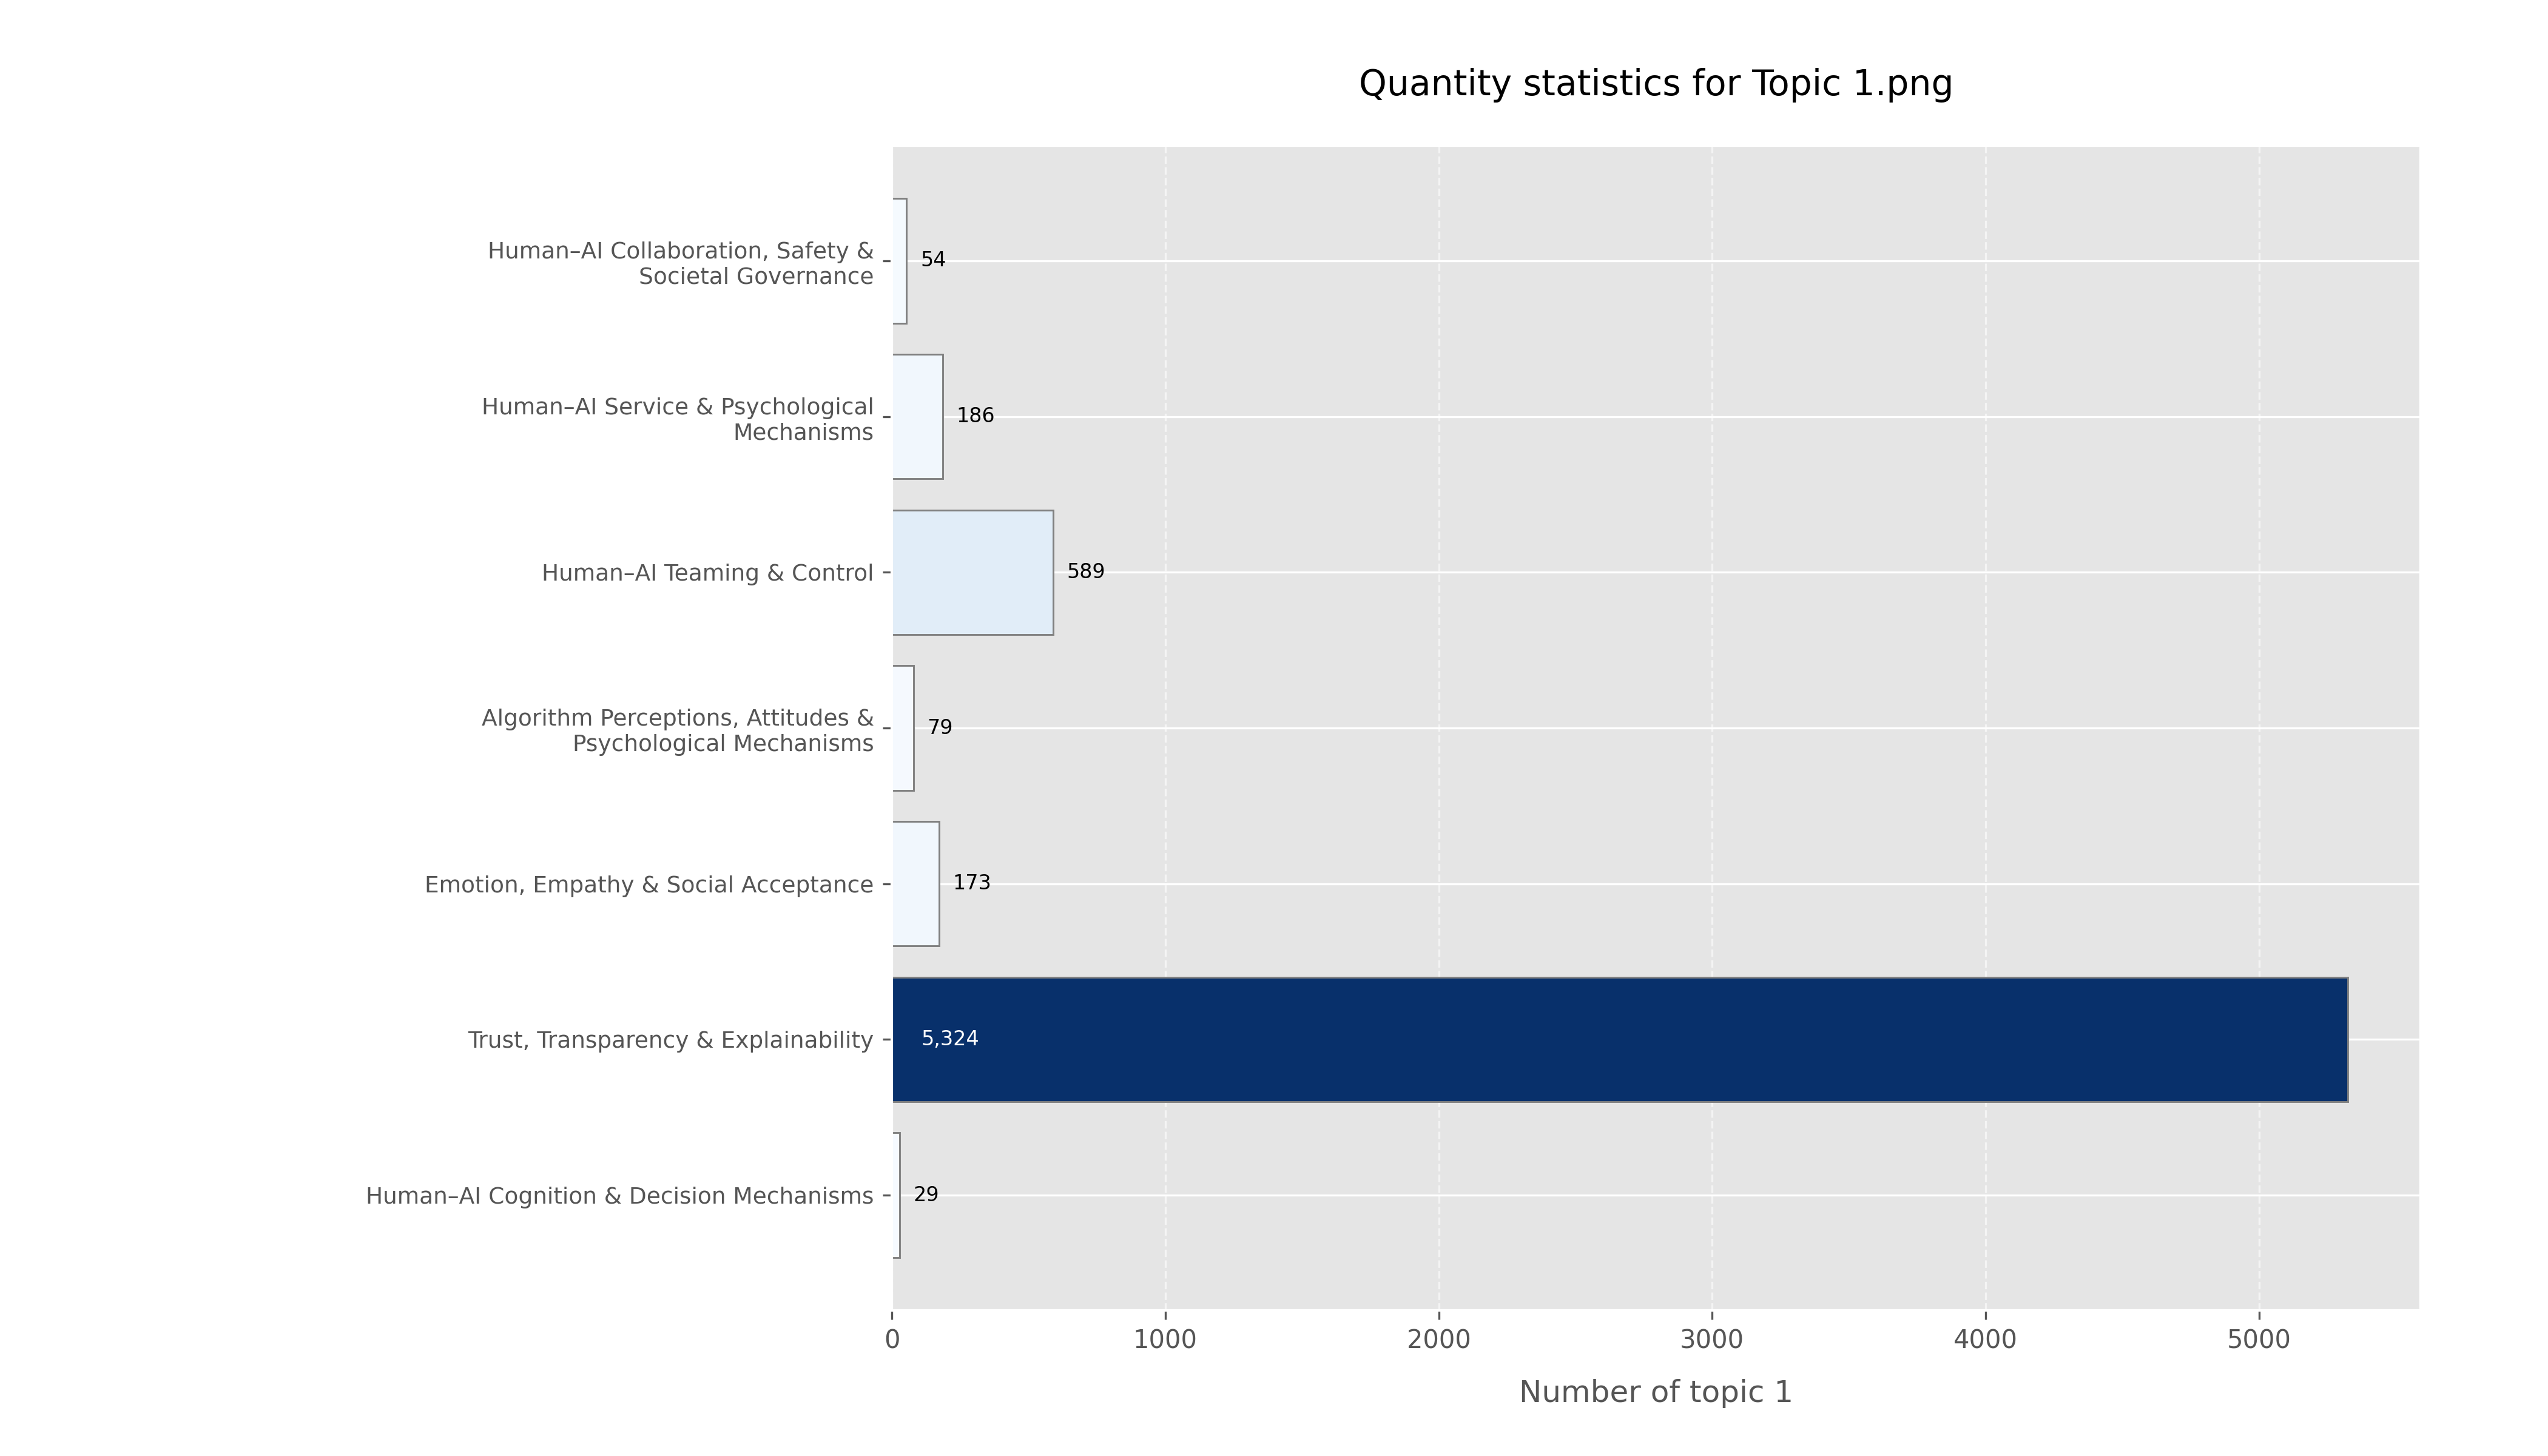 Quantity statistics for Topic 1.png
Human–AI Collaboration, Safety &
Societal Governance
54
Human–AI Service & Psychological
Mechanisms
186
Human–AI Teaming & Control
589
Algorithm Perceptions, Attitudes &
Psychological Mechanisms
79
Emotion, Empathy & Social Acceptance
173
Trust, Transparency & Explainability
5,324
Human–AI Cognition & Decision Mechanisms
29
0 1000 2000 3000 4000 5000
Number of topic 1